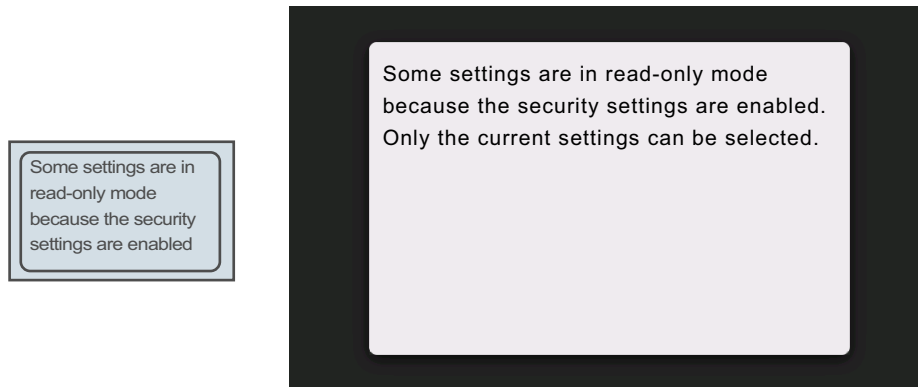 Some settings are in
read-only mode
because the security
settings are enabled
Some settings are in read-only mode
because the security settings are enabled.
Only the current settings can be selected.